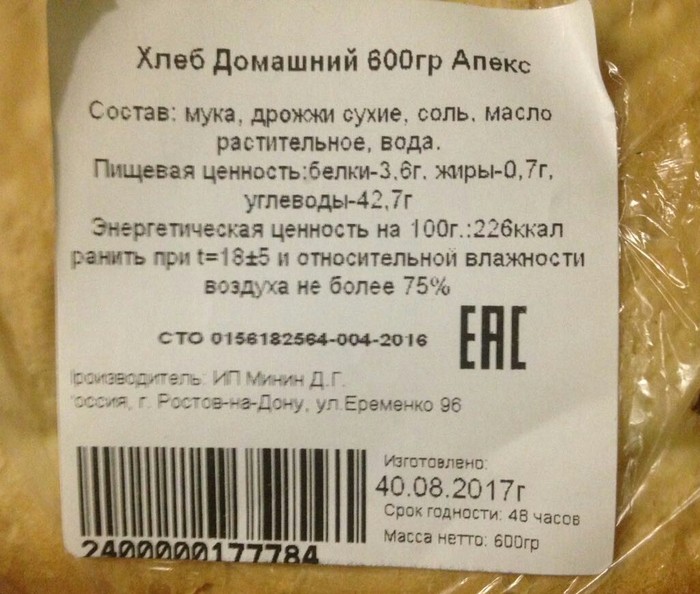 Хлеб Домашний 600гр Апекс
Состав: мука, дрожжи сухие, соль, масло
растительное, вода.
Пищевая ценность:белки-3,6г, жиры-0,7г,
углеводы-42,7г
Энергетическая ценность на 100г.:226ккал
ранить при t=18±5 и относительной влажности
воздуха не более 75%
СТО 0156182564-004-2016
EAC
роизводитель: ИП Минин Д.Г.
оссия, г. Ростов-на-Дону, ул.Еременко 96
Изготовлено:
40.08.2017г
Срок годности: 48 часов
Масса нетто: 600гр
2400000177784